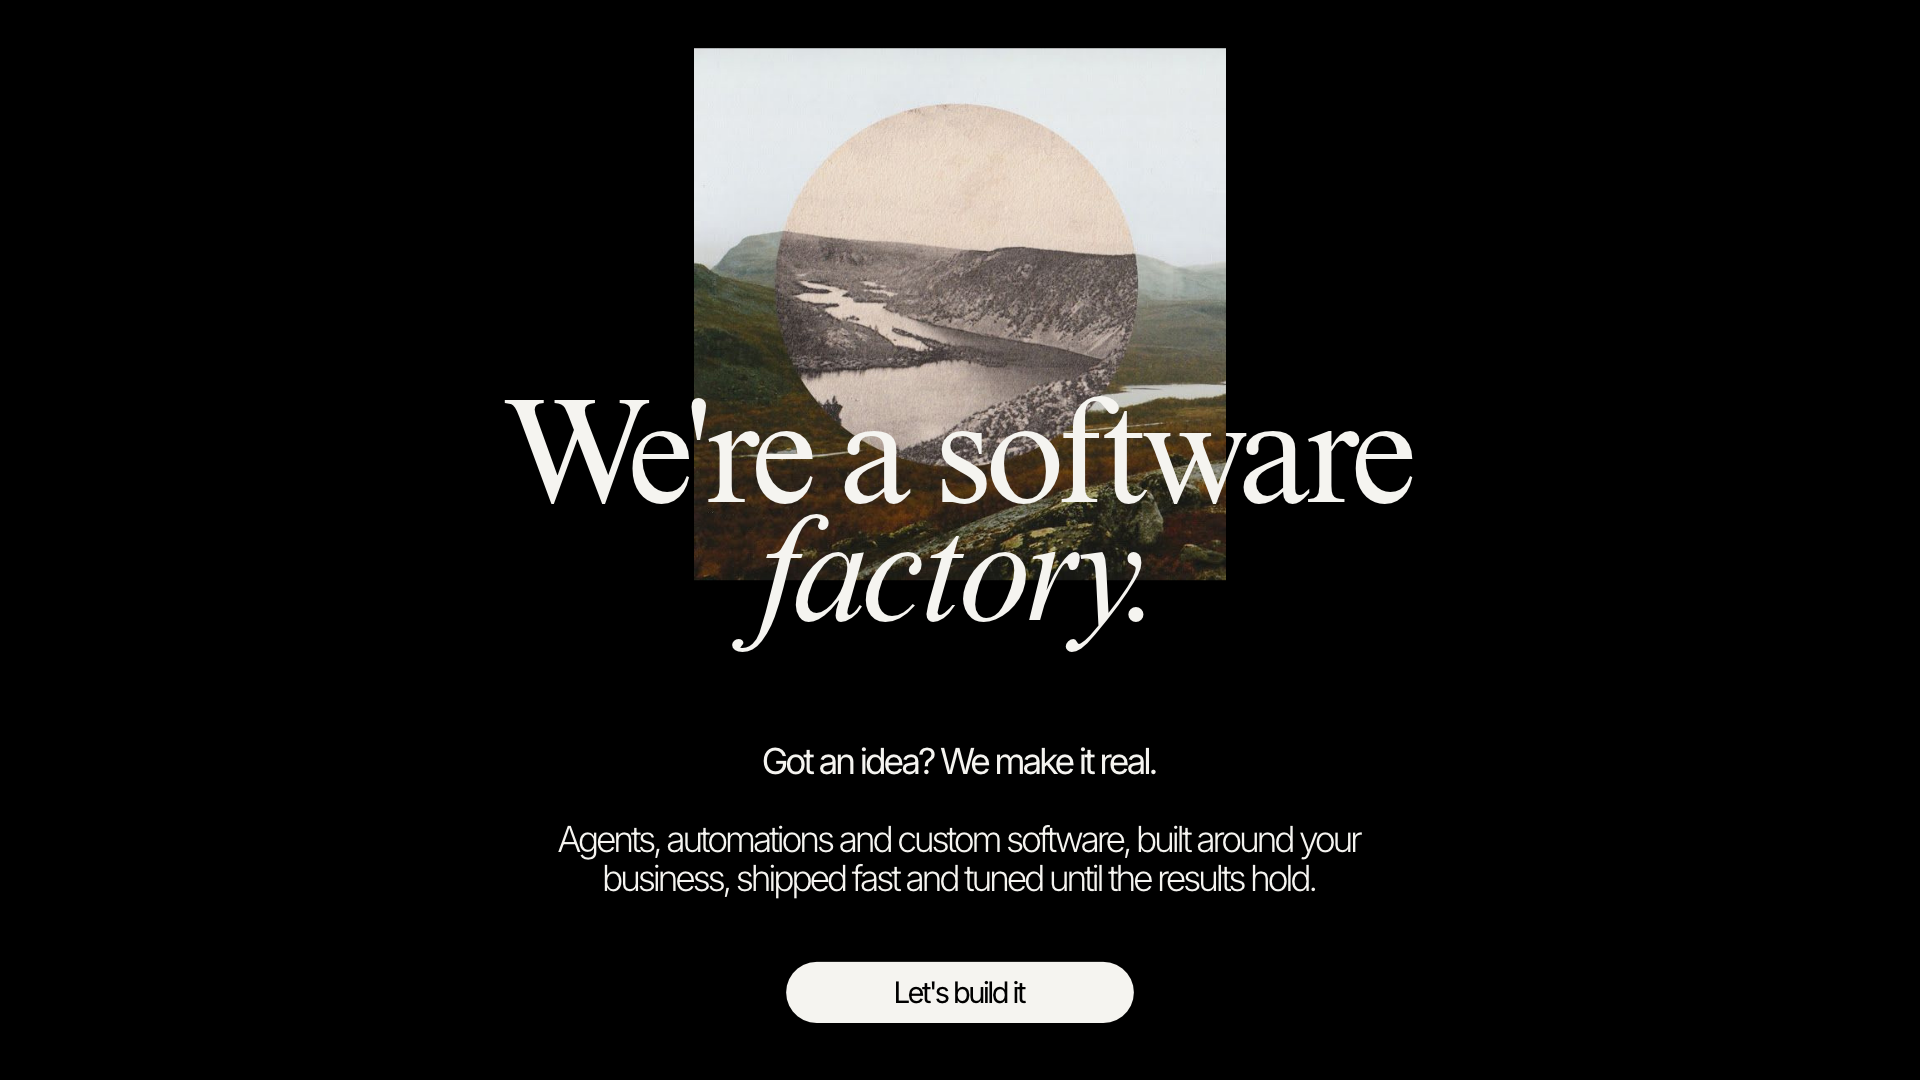 We're a software
factory.
Got an idea? We make it real.
Agents, automations and custom software, built around your
business, shipped fast and tuned until the results hold.
Let's build it